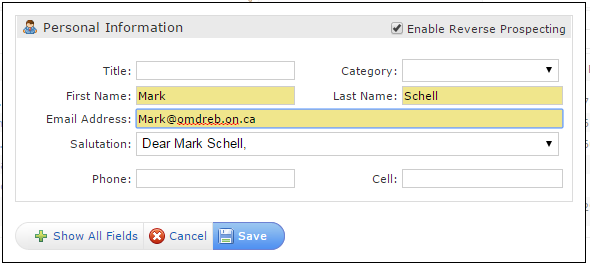 Personal Information Enable Reverse Prospecting
Title: Category:
First Name: Mark Last Name: Schell
Email Address: Mark@omdreb.on.ca
Salutation: Dear Mark Schell,
Phone: Cell:
Show All Fields Cancel Save